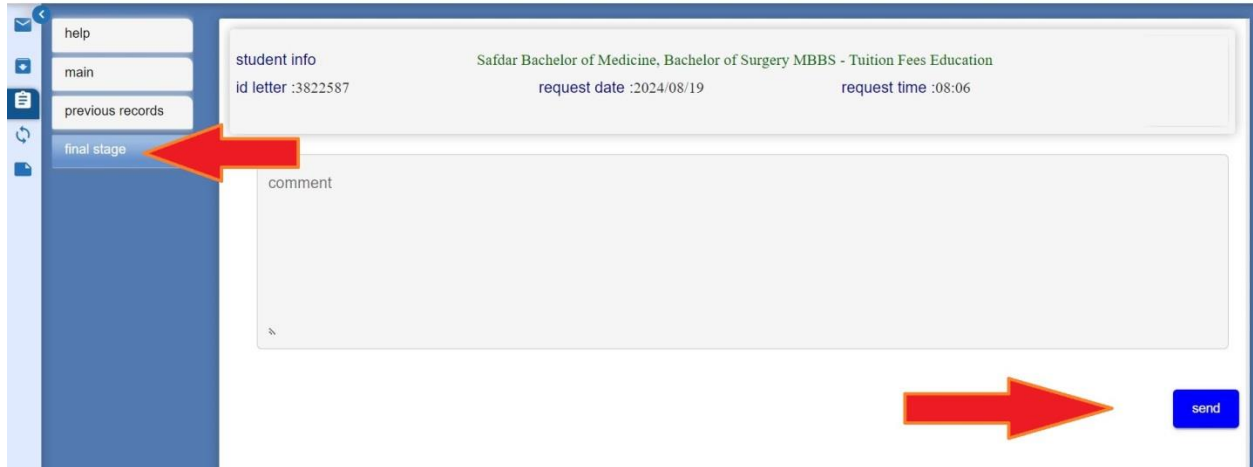 help
main
previous records
final stage
student info Safdar Bachelor of Medicine, Bachelor of Surgery MBBS - Tuition Fees Education
id letter :3822587 request date :2024/08/19 request time :08:06
comment
send